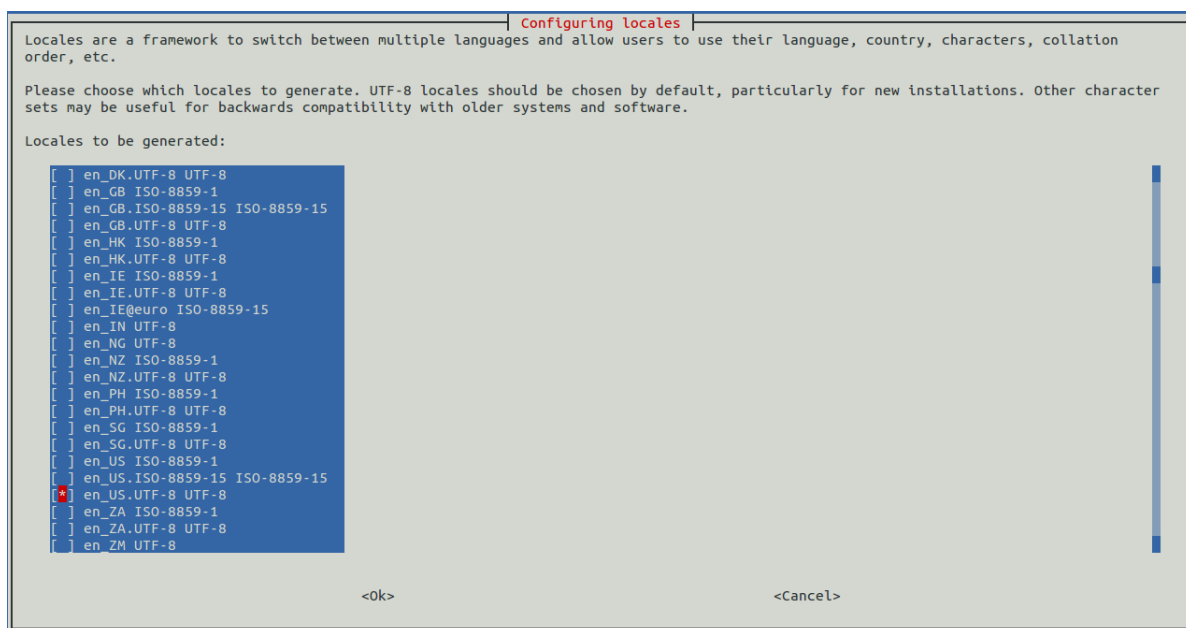 Configuring locales
Locales are a framework to switch between multiple languages and allow users to use their language, country, characters, collation
order, etc.
Please choose which locales to generate. UTF-8 locales should be chosen by default, particularly for new installations. Other character
sets may be useful for backwards compatibility with older systems and software.
Locales to be generated:
[ ] en_DK.UTF-8 UTF-8
[ ] en_GB ISO-8859-1
[ ] en_GB.ISO-8859-15 ISO-8859-15
[ ] en_GB.UTF-8 UTF-8
[ ] en_HK ISO-8859-1
[ ] en_HK.UTF-8 UTF-8
[ ] en_IE ISO-8859-1
[ ] en_IE.UTF-8 UTF-8
[ ] en_IE@euro ISO-8859-15
[ ] en_IN UTF-8
[ ] en_NG UTF-8
[ ] en_NZ ISO-8859-1
[ ] en_NZ.UTF-8 UTF-8
[ ] en_PH ISO-8859-1
[ ] en_PH.UTF-8 UTF-8
[ ] en_SG ISO-8859-1
[ ] en_SG.UTF-8 UTF-8
[ ] en_US ISO-8859-1
[ ] en_US.ISO-8859-15 ISO-8859-15
[*] en_US.UTF-8 UTF-8
[ ] en_ZA ISO-8859-1
[ ] en_ZA.UTF-8 UTF-8
[ ] en_ZM UTF-8
<Ok> <Cancel>